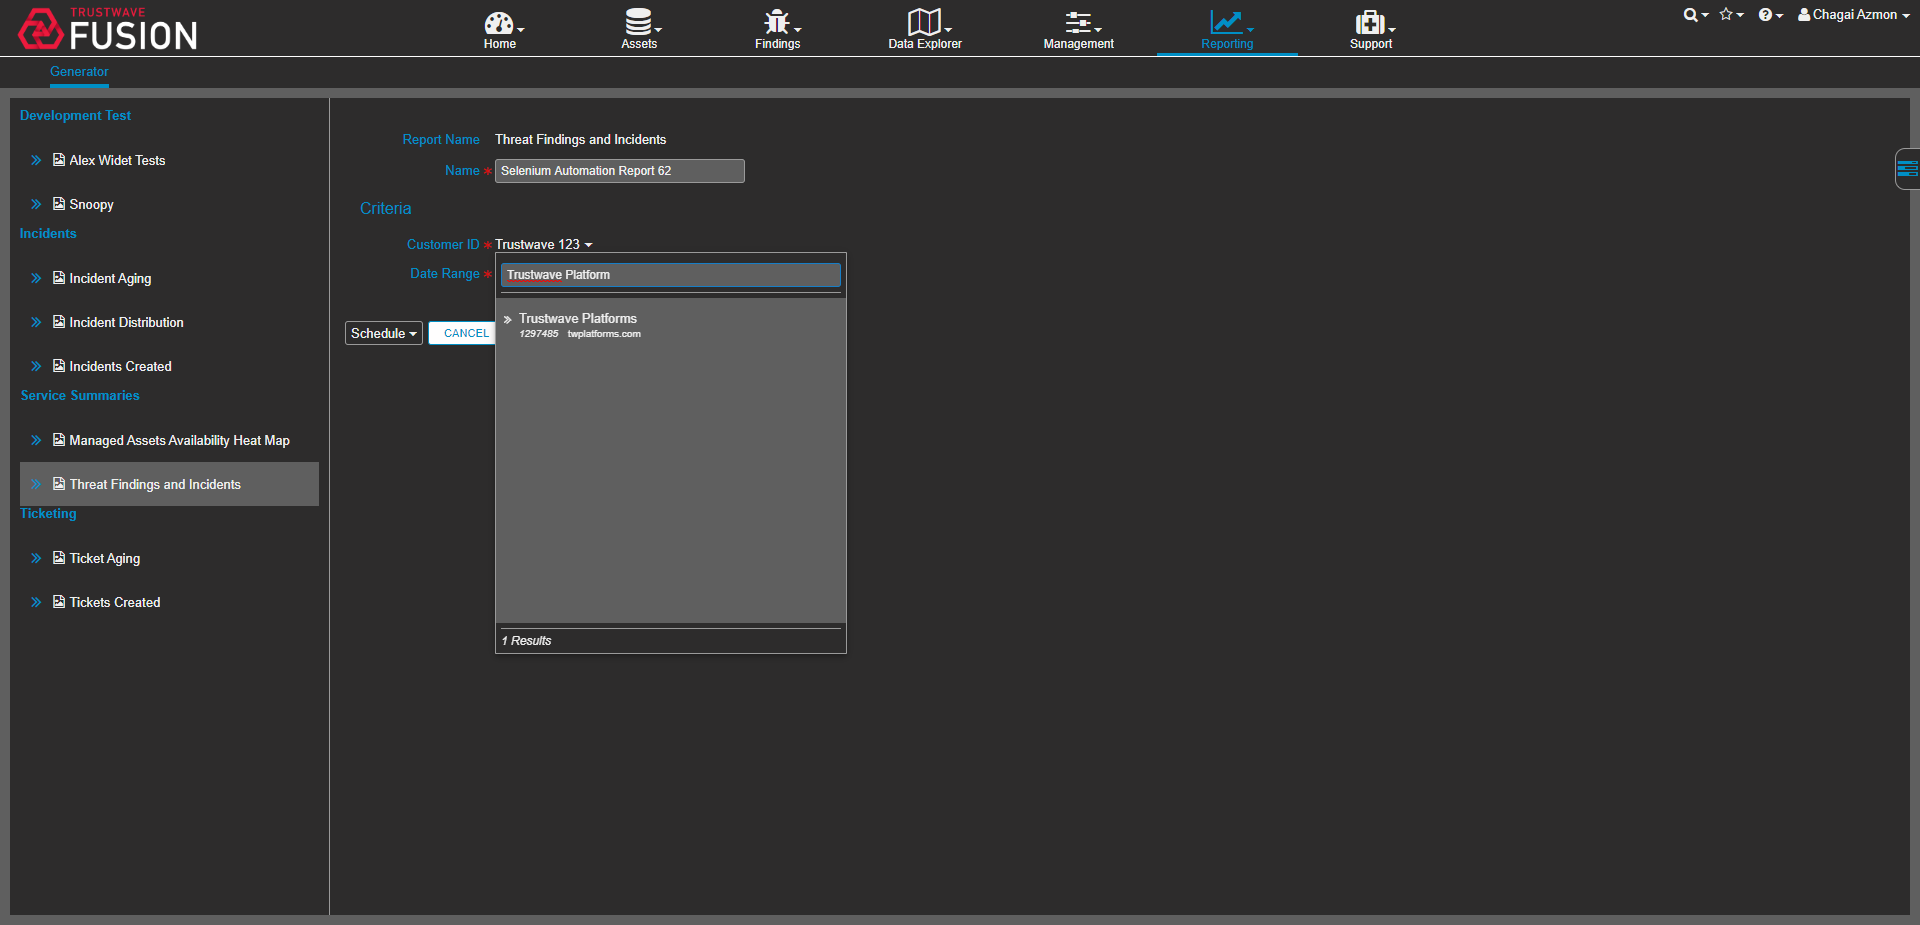 TRUSTWAVE
FUSION
Home
Assets
Findings
Data Explorer
Management
Reporting
Support
Chagai Azmon
Generator
Development Test
Alex Widet Tests
Snoopy
Incidents
Incident Aging
Incident Distribution
Incidents Created
Service Summaries
Managed Assets Availability Heat Map
Threat Findings and Incidents
Ticketing
Ticket Aging
Tickets Created
Report Name Threat Findings and Incidents
Name * Selenium Automation Report 62
Criteria
Customer ID * Trustwave 123
Date Range *
Trustwave Platform
Trustwave Platforms
1297485 twplatforms.com
1 Results
Schedule CANCEL